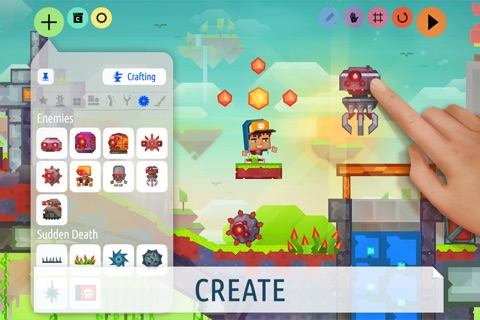 Crafting
Enemies
Sudden Death
CREATE